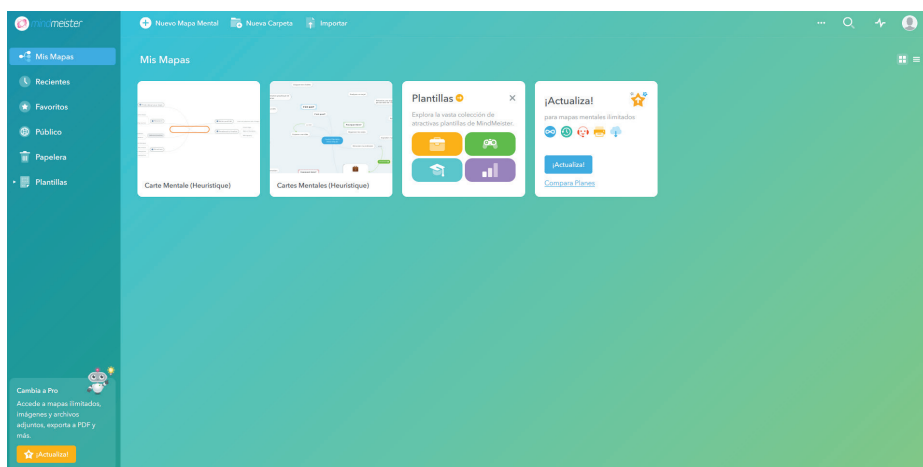 mindmeister
Nuevo Mapa Mental
Nueva Carpeta
Importar
Mis Mapas
Recientes
Favoritos
Público
Papelera
Plantillas
Mis Mapas
Carte Mentale (Heuristique)
Cartes Mentales (Heuristique)
Plantillas
Explora la vasta colección de
atractivas plantillas de MindMeister.
¡Actualiza!
para mapas mentales ilimitados
¡Actualiza!
Compara Planes
Cambia a Pro
Accede a mapas ilimitados,
imágenes y archivos
adjuntos, exporta a PDF y
más.
¡Actualiza!